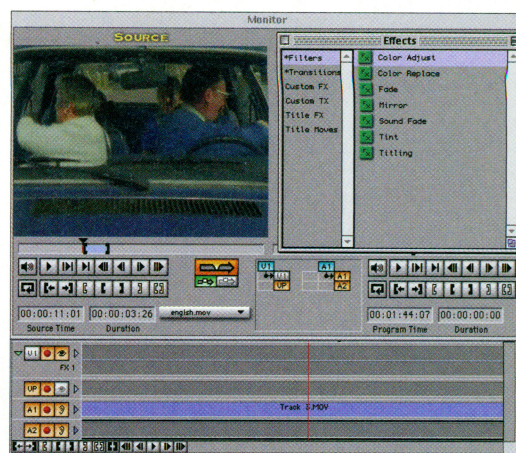 Monitor
SOURCE
Effects
*Filters
*Transitions
Custom FX
Custom TX
Title FX
Title Moves
Color Adjust
Color Replace
Fade
Mirror
Sound Fade
Tint
Titling
V1
V1
VP
A1
A1
A2
00:00:11:01
00:00:03:26
english.mov
00:01:44:07
00:00:00:00
Source Time
Duration
Program Time
Duration
V1
FX 1
VP
A1
Track 3.MOV
A2